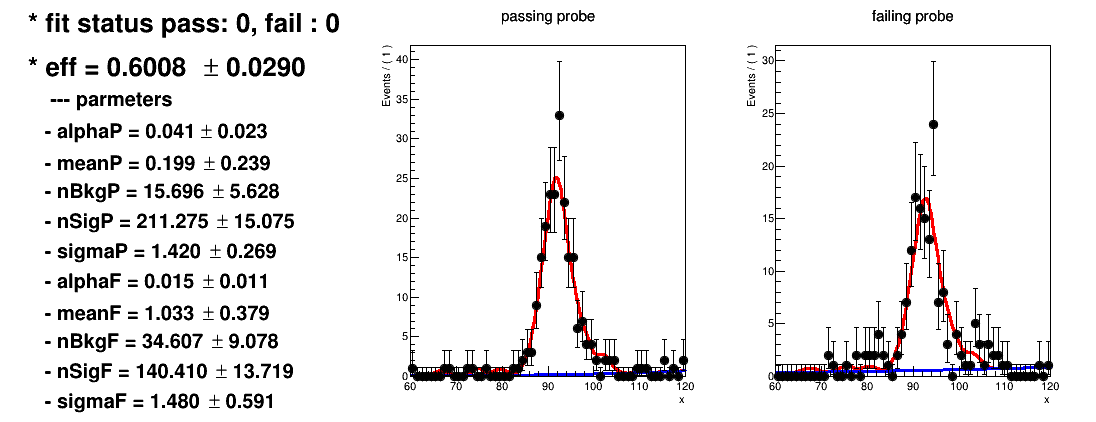 * fit status pass: 0, fail : 0
* eff = 0.6008 ± 0.0290
--- parmeters
- alphaP = 0.041 ± 0.023
- meanP = 0.199 ± 0.239
- nBkgP = 15.696 ± 5.628
- nSigP = 211.275 ± 15.075
- sigmaP = 1.420 ± 0.269
- alphaF = 0.015 ± 0.011
- meanF = 1.033 ± 0.379
- nBkgF = 34.607 ± 9.078
- nSigF = 140.410 ± 13.719
- sigmaF = 1.480 ± 0.591
passing probe
Events / ( 1 )
40
35
30
25
20
15
10
5
0
60 70 80 90 100 110 120
x
failing probe
Events / ( 1 )
30
25
20
15
10
5
0
60 70 80 90 100 110 120
x